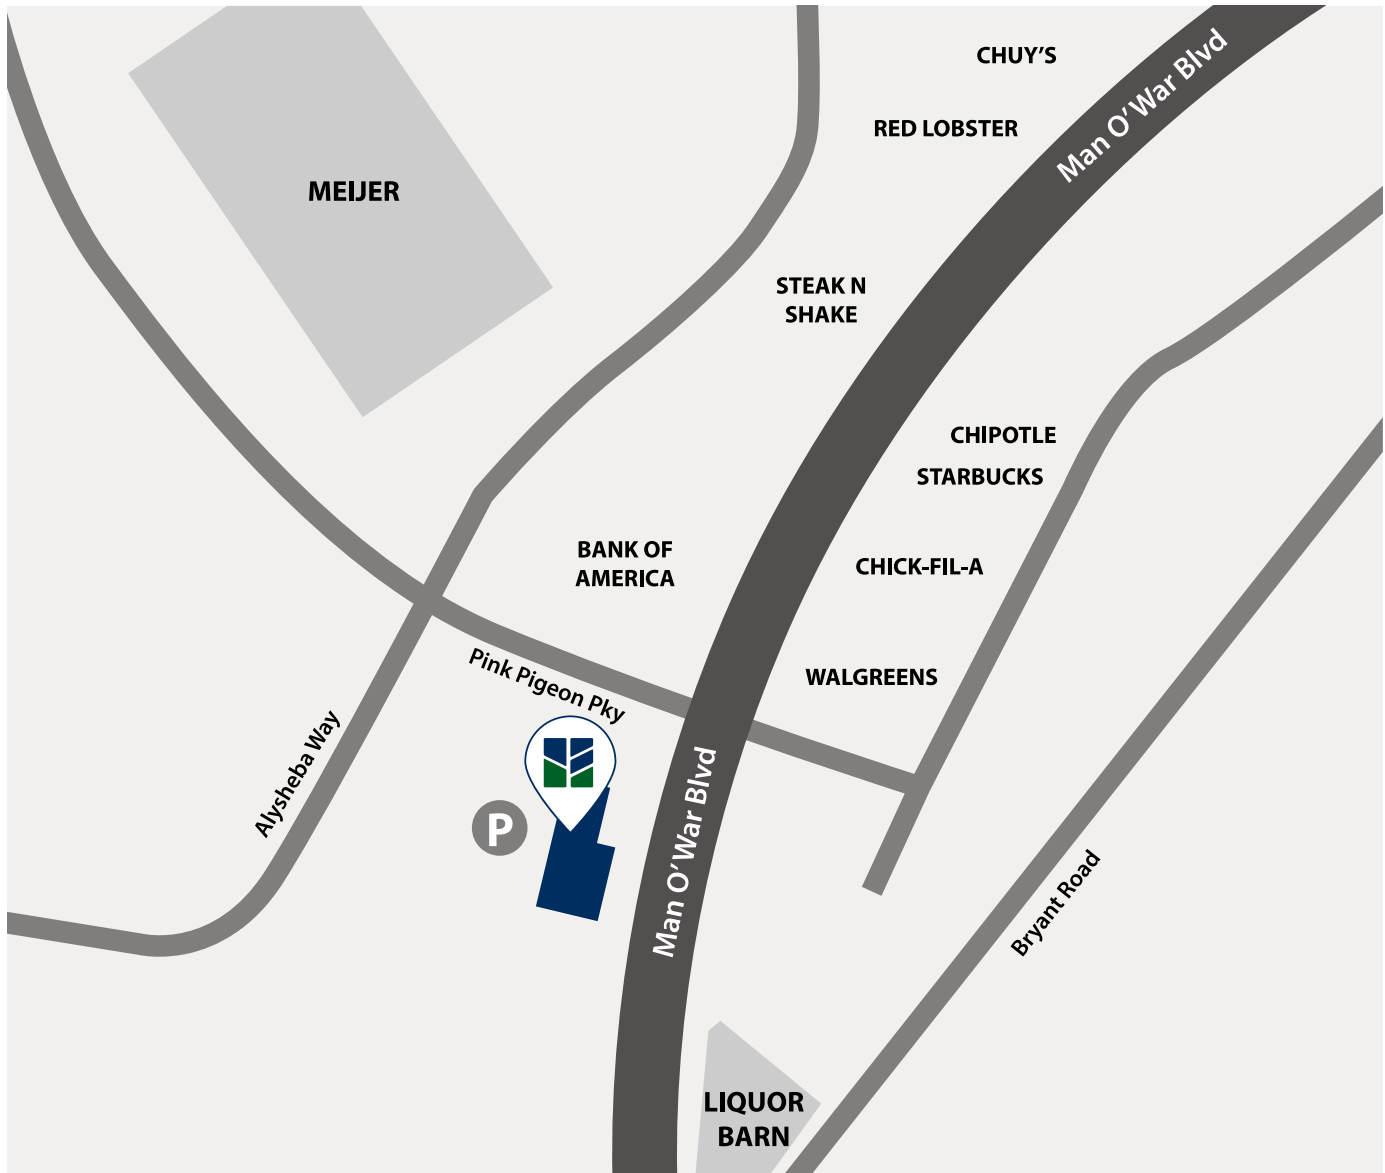 CHUY'S
Man O'War Blvd
RED LOBSTER
MEIJER
STEAK N
SHAKE
CHIPOTLE
STARBUCKS
BANK OF
AMERICA
CHICK-FIL-A
Pink Pigeon Pky
WALGREENS
Alysheba Way
P
Man O'War Blvd
Bryant Road
LIQUOR
BARN